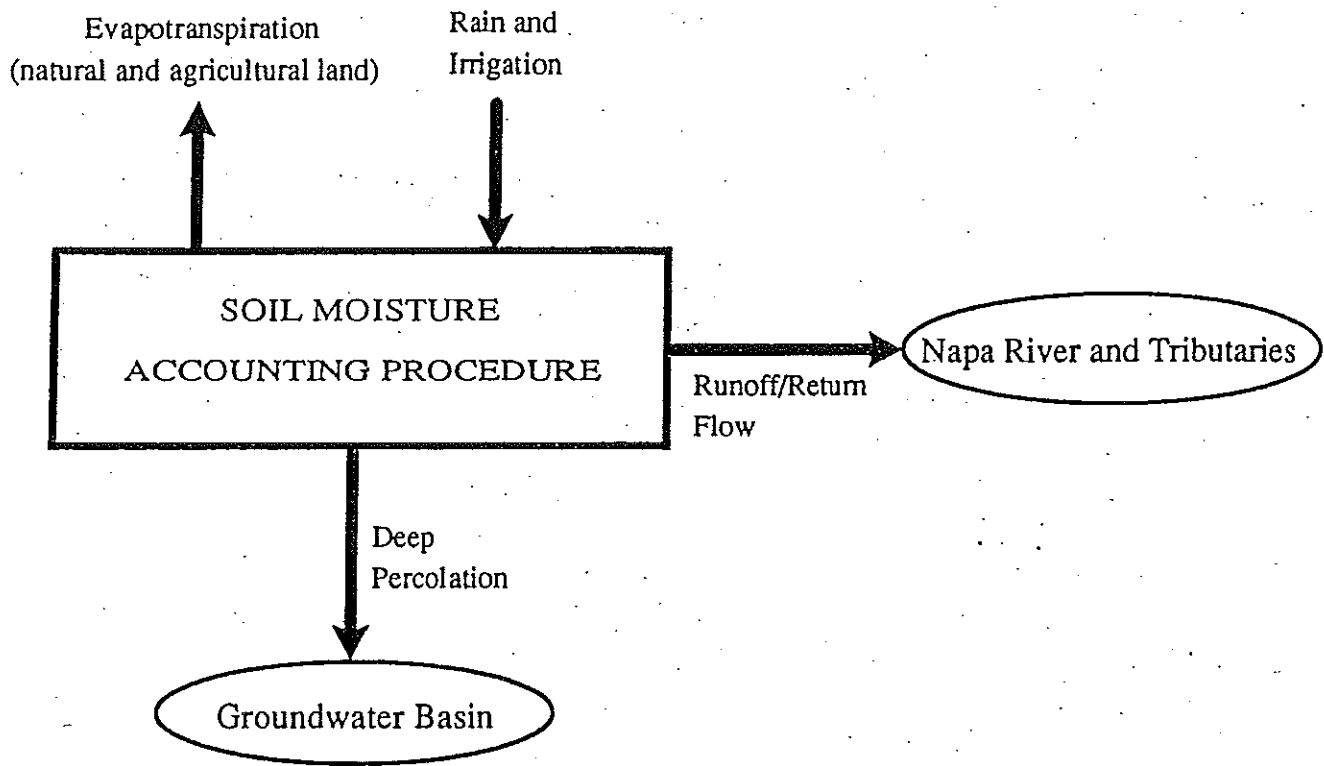 Evapotranspiration
(natural and agricultural land)
Rain and
Irrigation
SOIL MOISTURE
ACCOUNTING PROCEDURE
Runoff/Return
Flow
Napa River and Tributaries
Deep
Percolation
Groundwater Basin